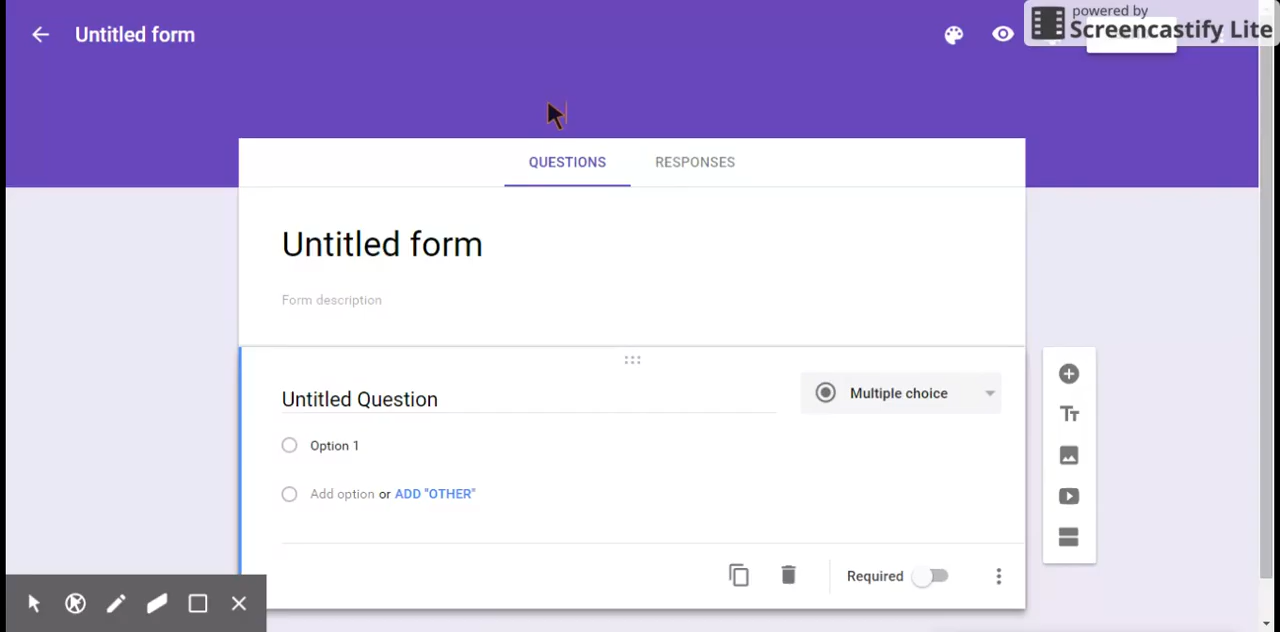 powered by
Screencastify Lite
Untitled form
QUESTIONS RESPONSES
Untitled form
Form description
Untitled Question
Multiple choice
Option 1
Add option or ADD "OTHER"
Required